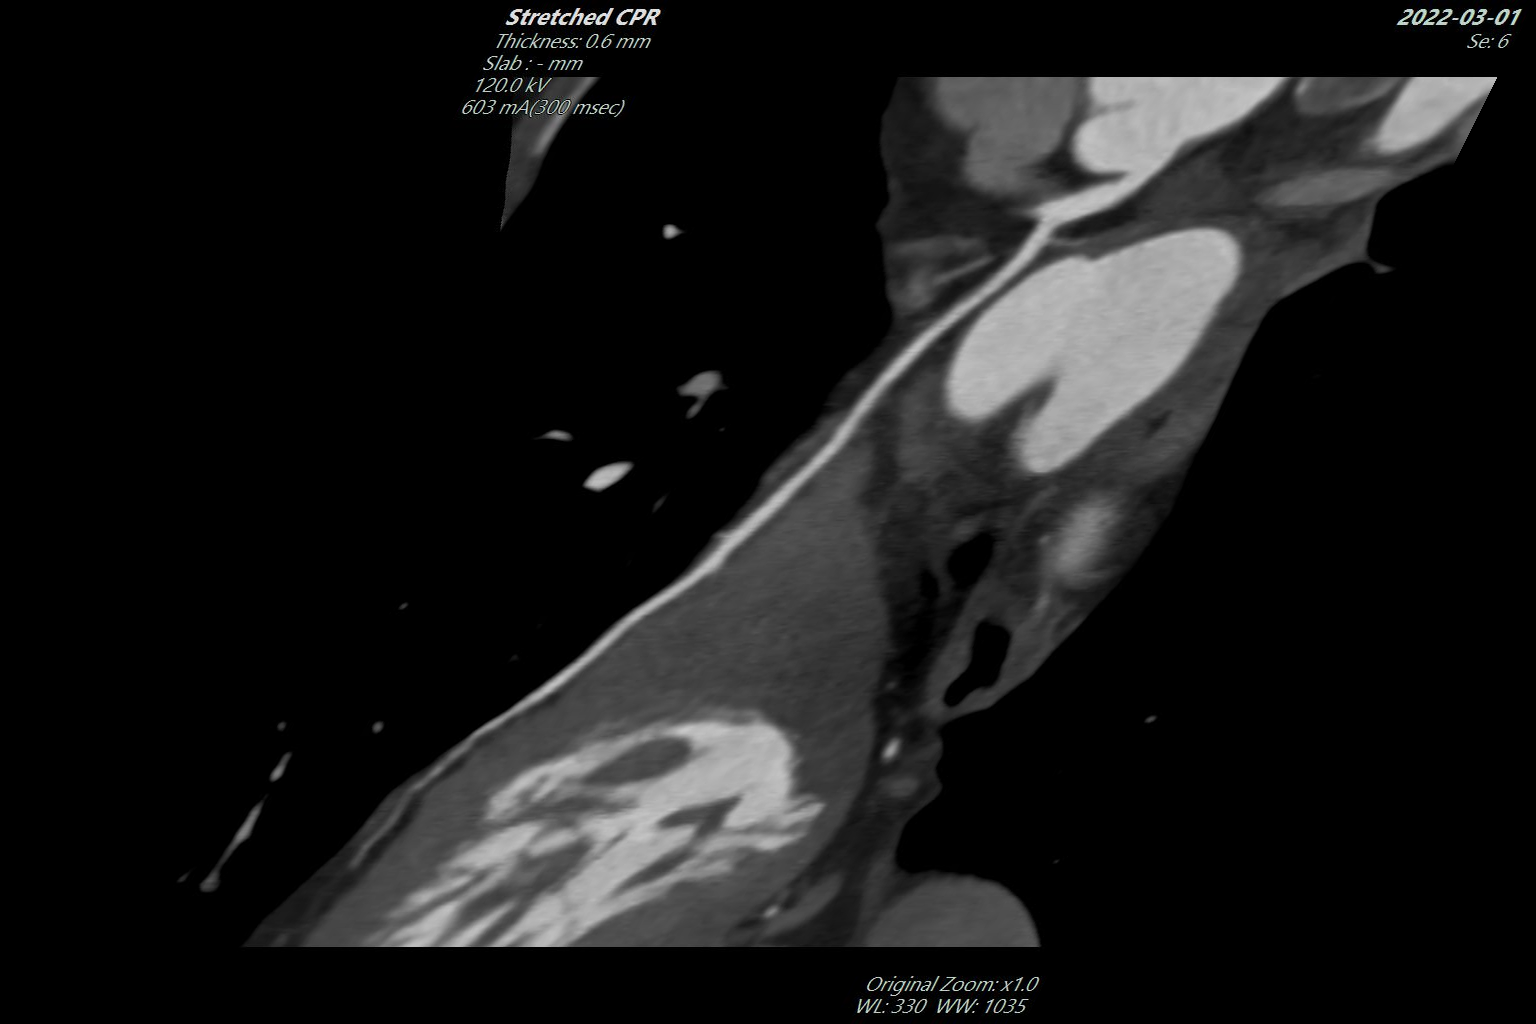 Stretched CPR
Thickness: 0.6 mm
Slab : - mm
120.0 kV
603 mA(300 msec)
2022-03-01
Se: 6
Original Zoom: x1.0
WL: 330 WW: 1035